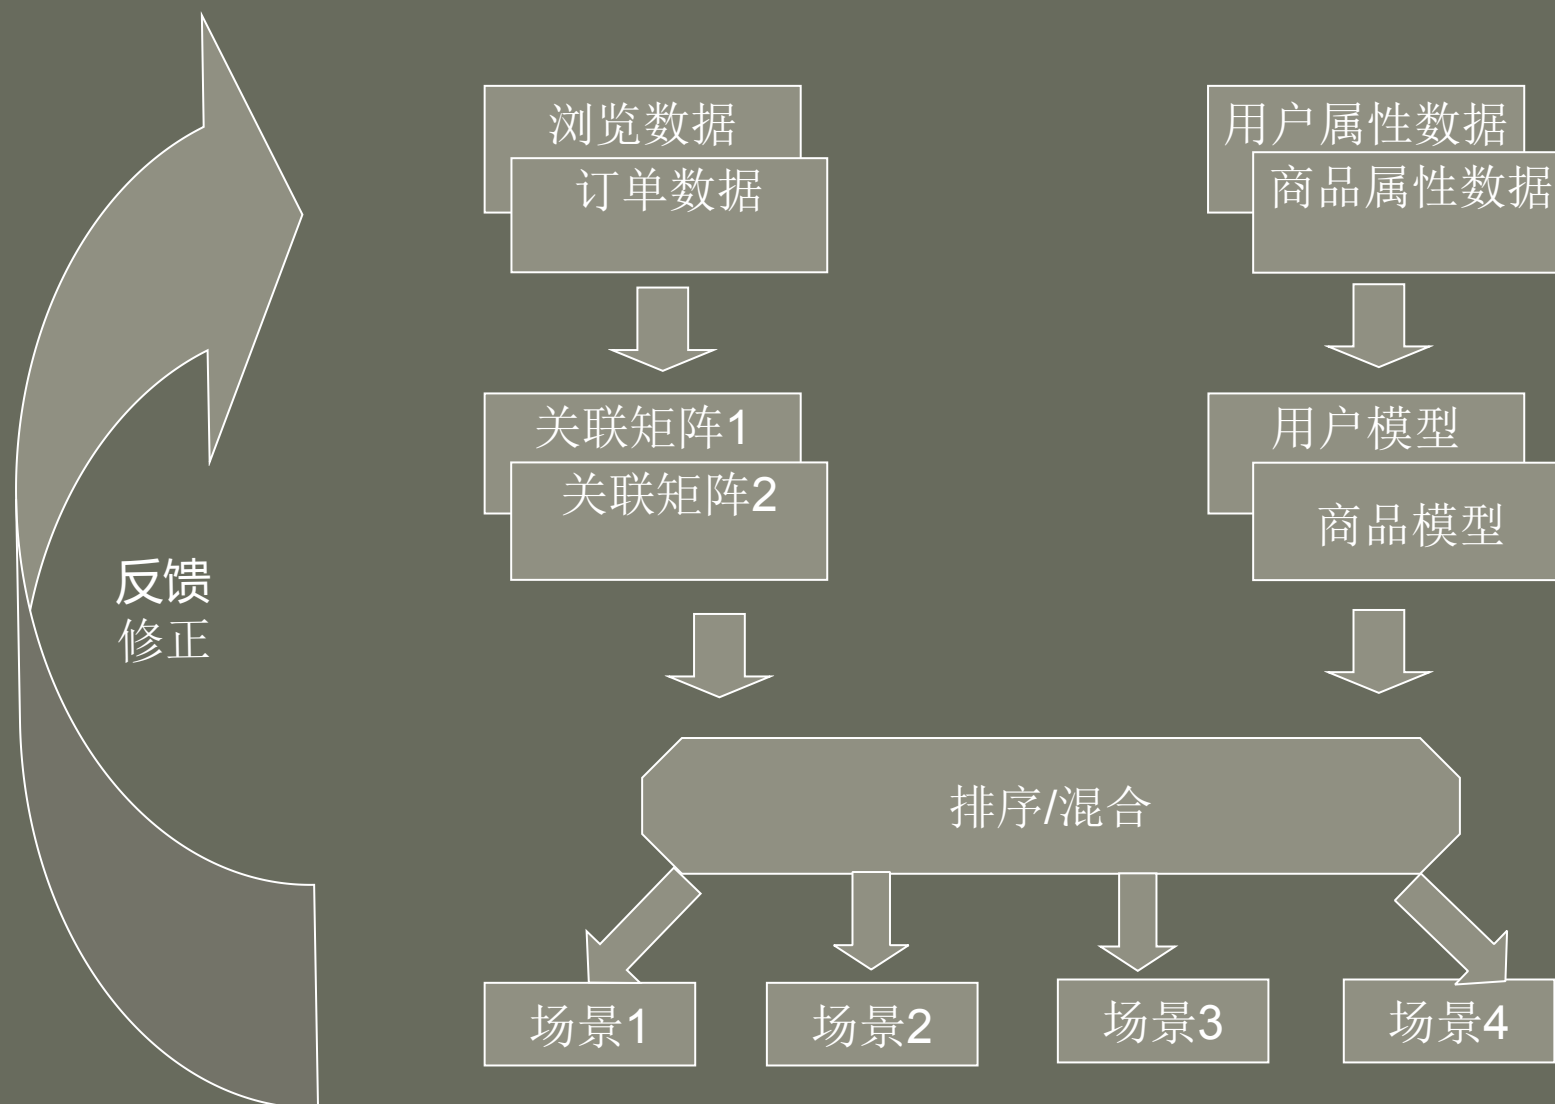 浏览数据
订单数据
用户属性数据
商品属性数据
关联矩阵1
关联矩阵2
用户模型
商品模型
反馈
修正
排序/混合
场景1
场景2
场景3
场景4